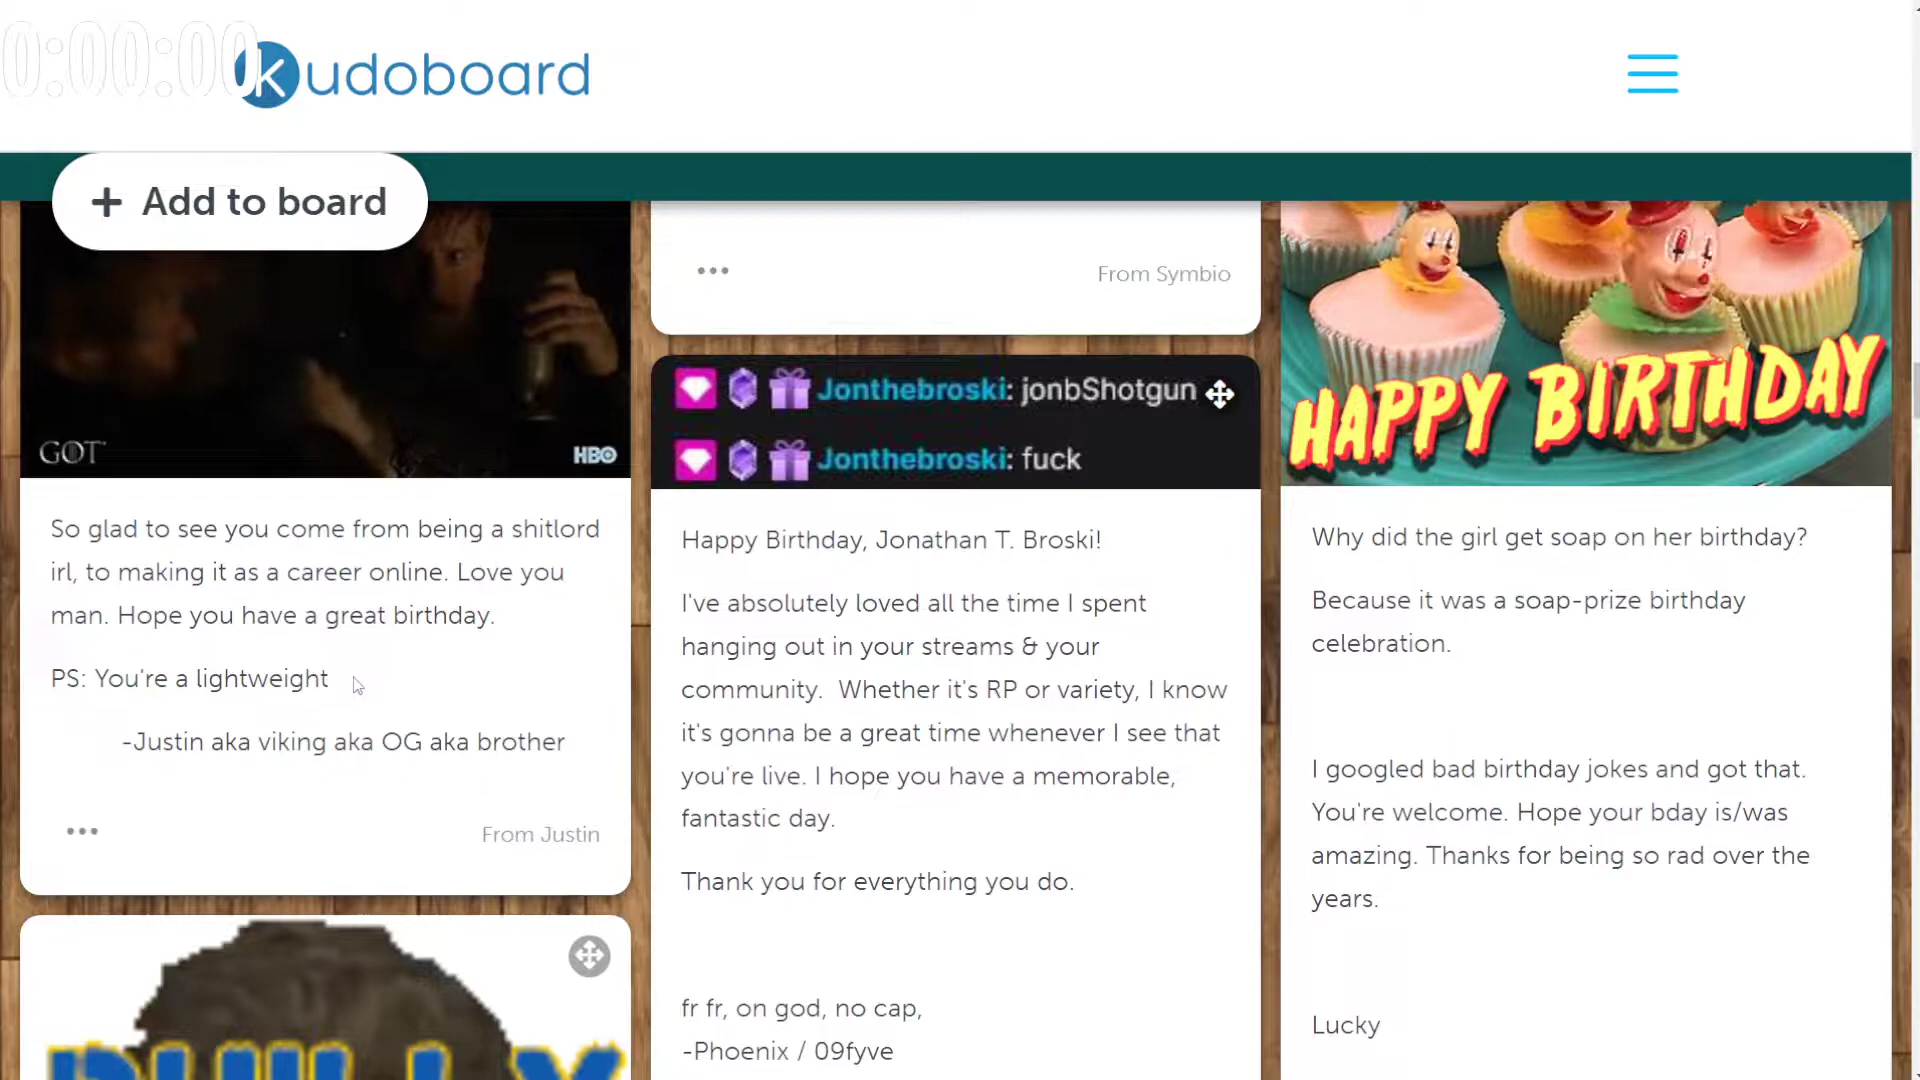 0:00:00
kudoboard
+ Add to board
GOT
HBO
So glad to see you come from being a shitlord
irl, to making it as a career online. Love you
man. Hope you have a great birthday.
PS: You're a lightweight
-Justin aka viking aka OG aka brother
From Justin
From Symbio
Jonthebroski: jonbShotgun
Jonthebroski: fuck
Happy Birthday, Jonathan T. Broski!
I've absolutely loved all the time I spent
hanging out in your streams & your
community.  Whether it's RP or variety, I know
it's gonna be a great time whenever I see that
you're live. I hope you have a memorable,
fantastic day.
Thank you for everything you do.
fr fr, on god, no cap,
-Phoenix / 09fyve
HAPPY BIRTHDAY
Why did the girl get soap on her birthday?
Because it was a soap-prize birthday
celebration.
I googled bad birthday jokes and got that.
You're welcome. Hope your bday is/was
amazing. Thanks for being so rad over the
years.
Lucky